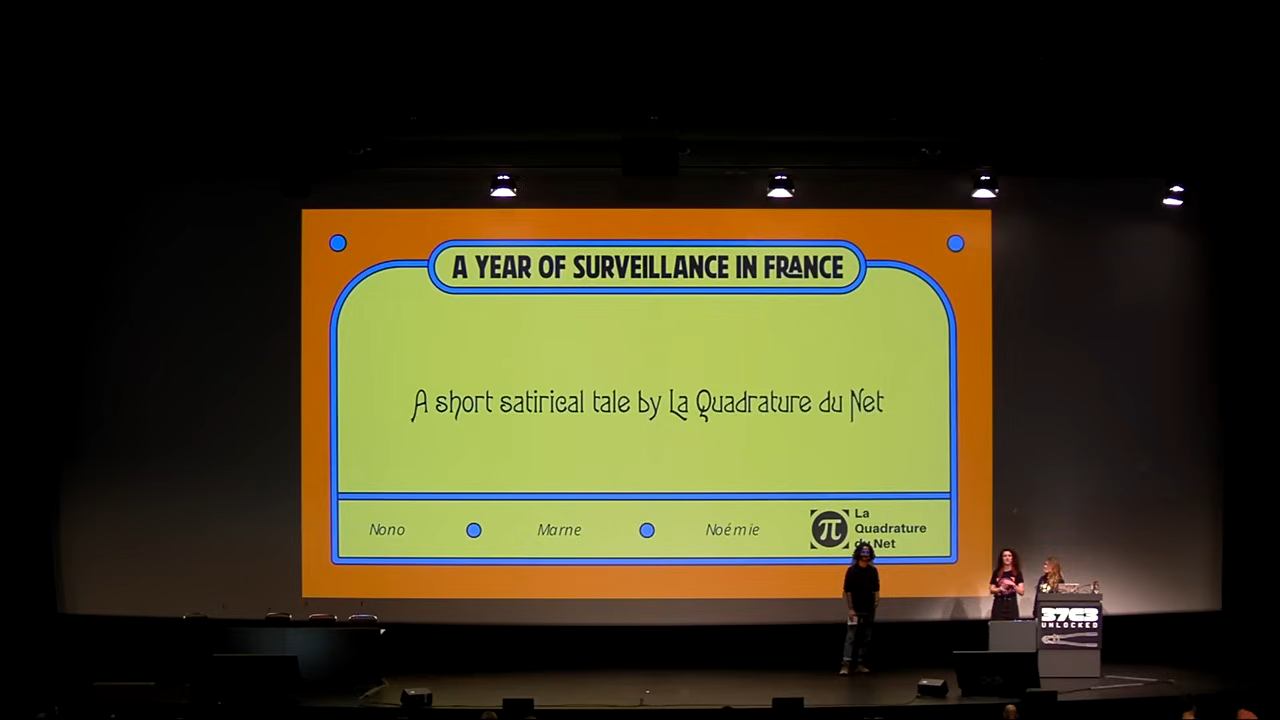 A YEAR OF SURVEILLANCE IN FRANCE
A short satirical tale by La Quadrature du Net
Nono
Marne
Noémie
La
Quadrature
du Net
37C3
UNLOCKED